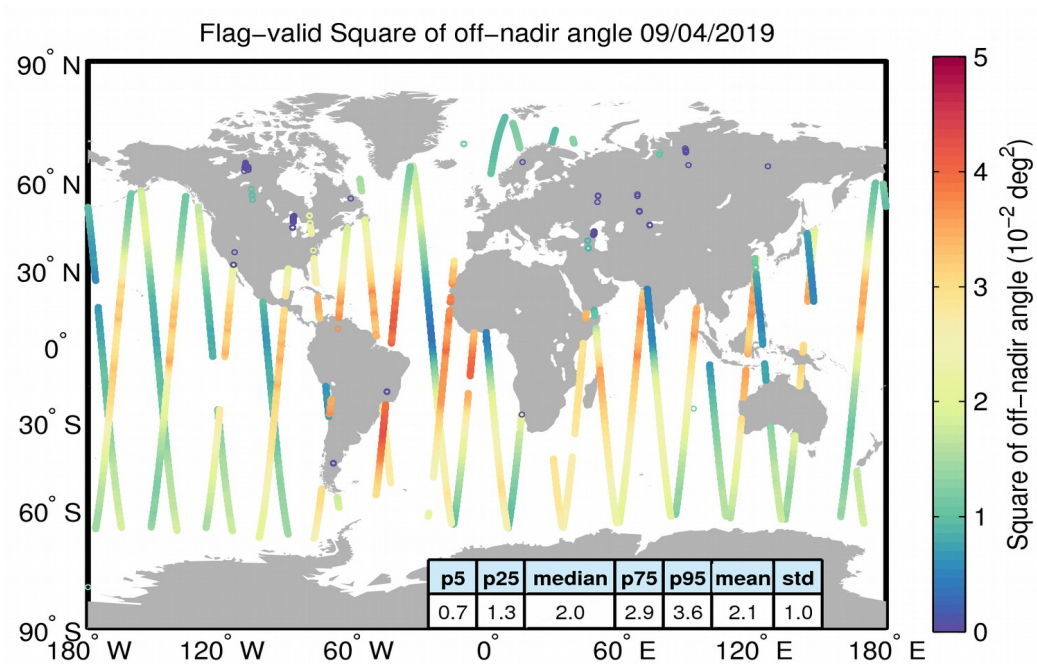 Flag–valid Square of off–nadir angle 09/04/2019
90° N
60° N
30° N
0°
30° S
60° S
90° S
180° W
120° W
60° W
0°
60° E
120° E
180° E
p5 p25 median p75 p95 mean std
0.7 1.3 2.0 2.9 3.6 2.1 1.0
5
4
3
2
1
0
Square of off–nadir angle (10⁻² deg²)